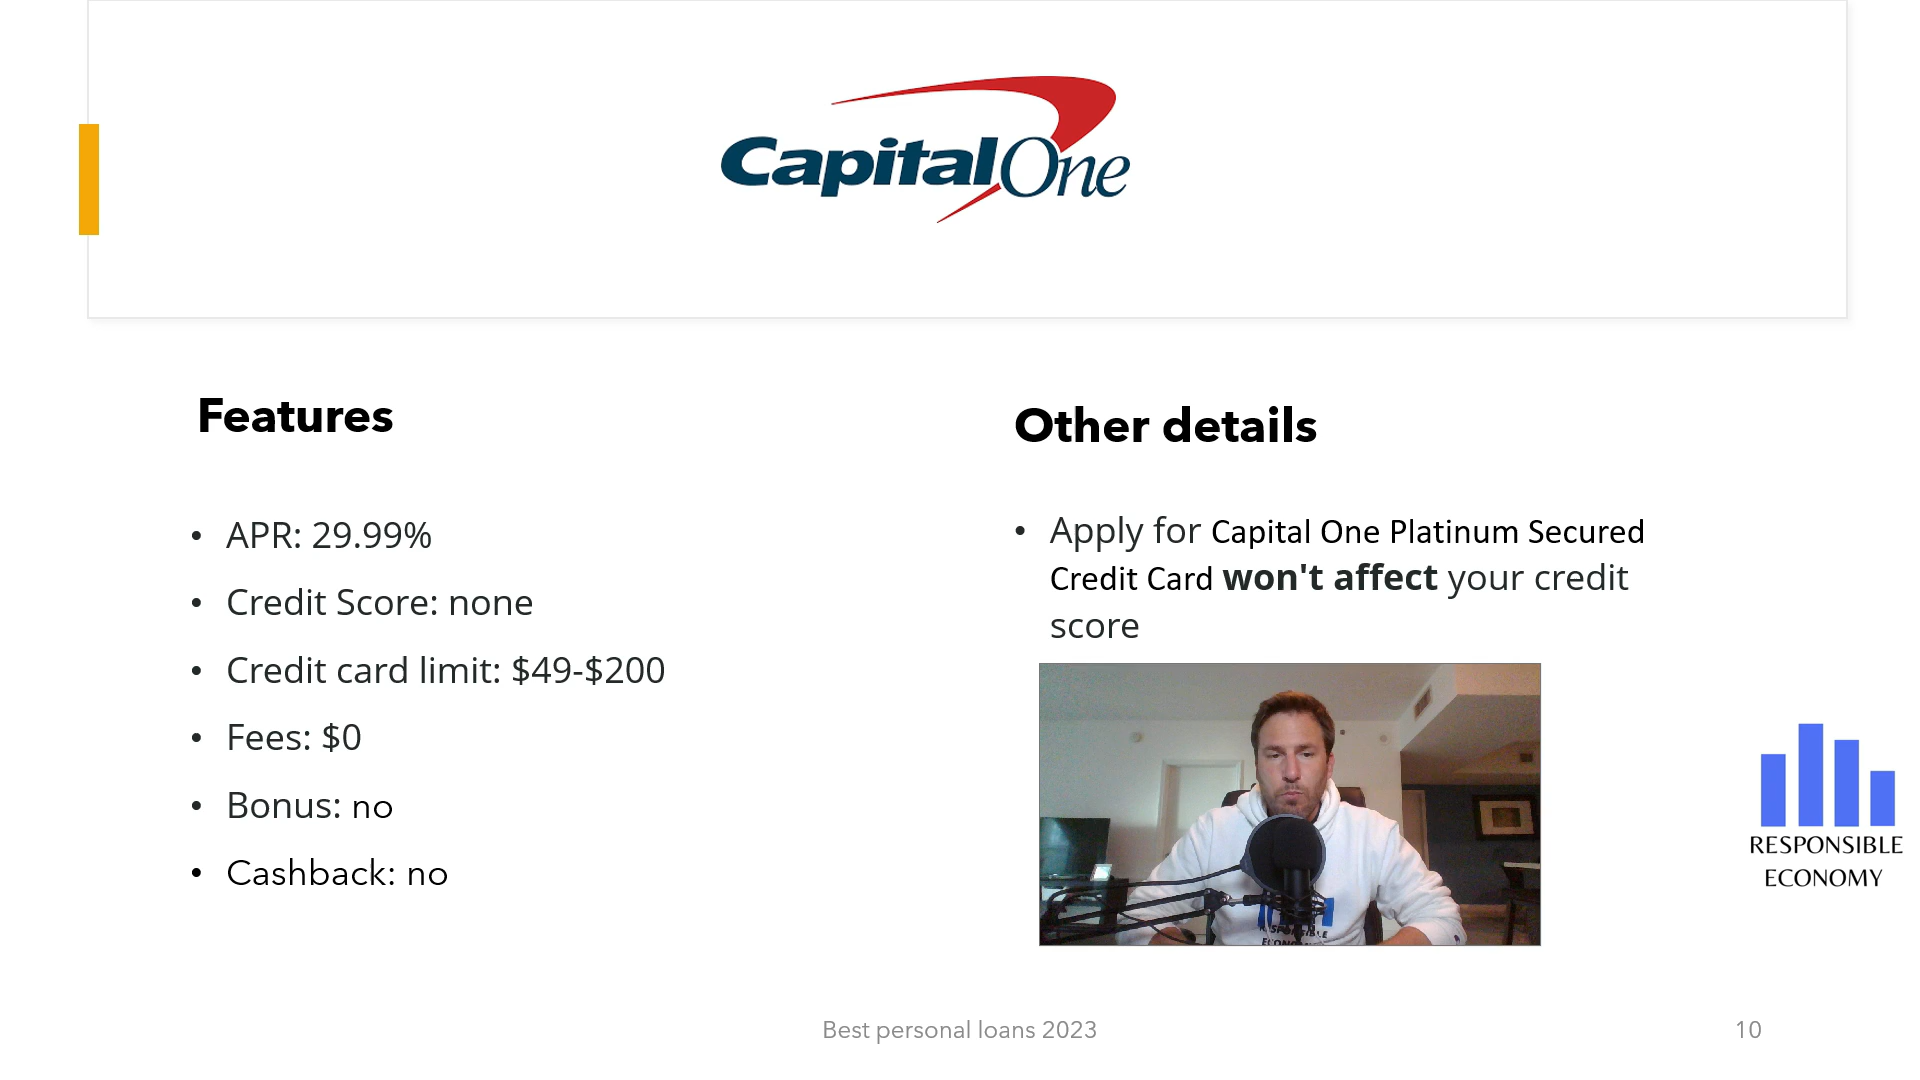 CapitalOne
Features
• APR: 29.99%
• Credit Score: none
• Credit card limit: $49-$200
• Fees: $0
• Bonus: no
• Cashback: no
Other details
• Apply for Capital One Platinum Secured
Credit Card won't affect your credit
score
RESPONSIBLE
ECONOMY
Best personal loans 2023
10